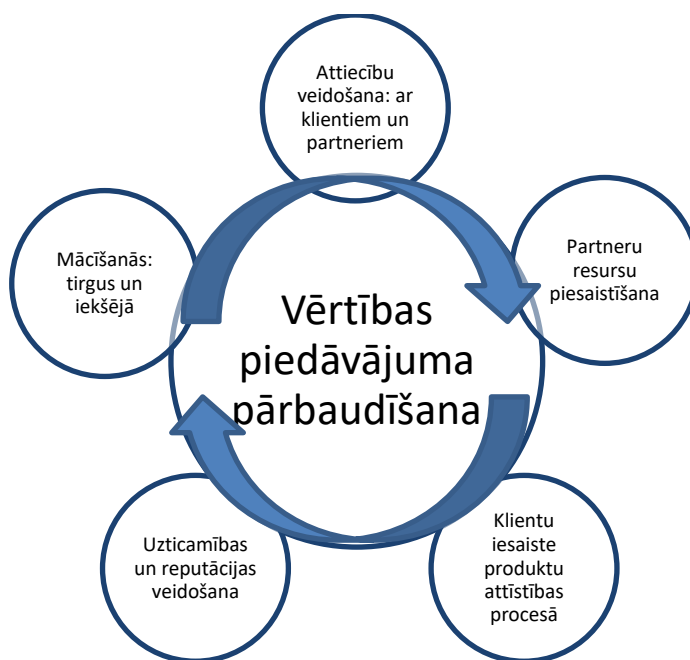 Attiecību
veidošana: ar
klientiem un
partneriem
Partneru
resursu
piesaistīšana
Klientu
iesaiste
produktu
attīstības
procesā
Uzticamības
un reputācijas
veidošana
Mācīšanās:
tirgus un
iekšējā
Vērtības
piedāvājuma
pārbaudīšana